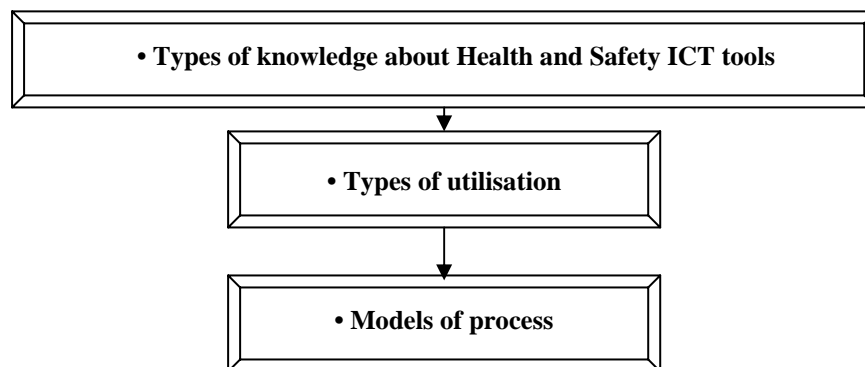 • Types of knowledge about Health and Safety ICT tools
• Types of utilisation
• Models of process